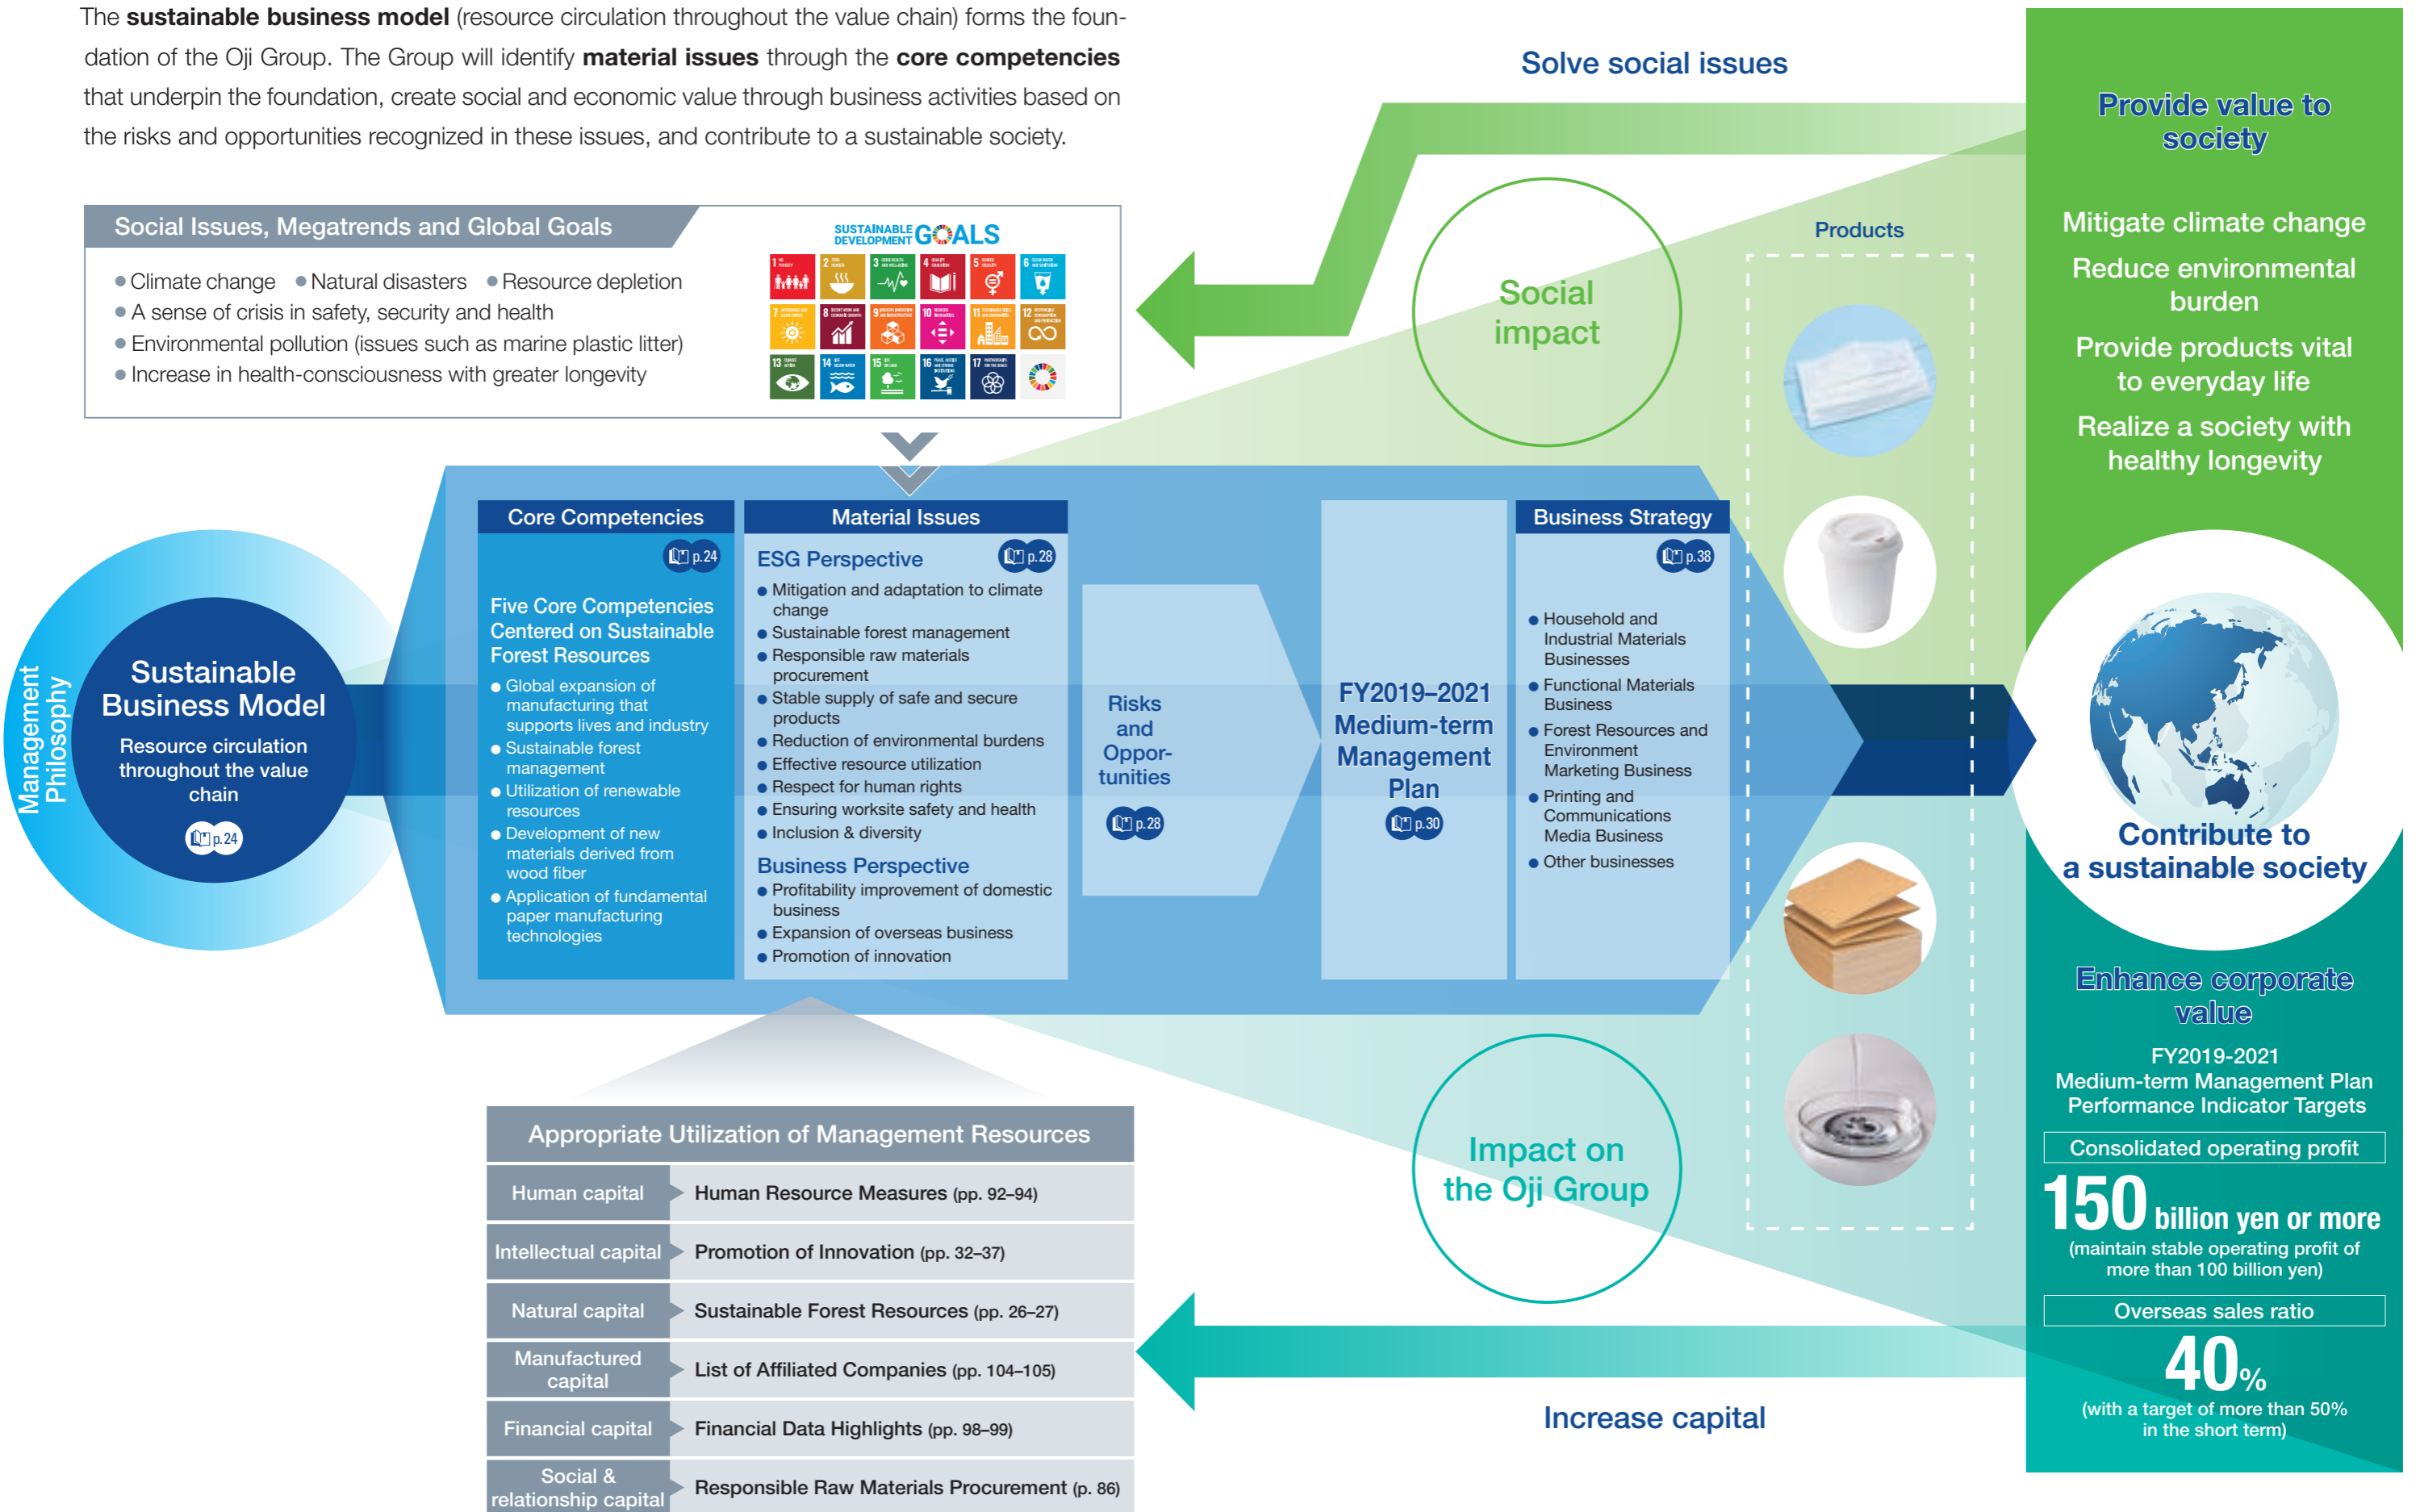 The sustainable business model (resource circulation throughout the value chain) forms the foun-
dation of the Oji Group. The Group will identify material issues through the core competencies
that underpin the foundation, create social and economic value through business activities based on
the risks and opportunities recognized in these issues, and contribute to a sustainable society.
Social Issues, Megatrends and Global Goals
● Climate change ● Natural disasters ● Resource depletion
● A sense of crisis in safety, security and health
● Environmental pollution (issues such as marine plastic litter)
● Increase in health-consciousness with greater longevity
SUSTAINABLE
DEVELOPMENT GOALS
1
2
3
4
5
6
7
8
9
10
11
12
13
14
15
16
17
Solve social issues
Social
impact
Products
Provide value to
society
Mitigate climate change
Reduce environmental
burden
Provide products vital
to everyday life
Realize a society with
healthy longevity
Management
Philosophy
Sustainable
Business Model
Resource circulation
throughout the value
chain
p.24
Core Competencies
p.24
Five Core Competencies
Centered on Sustainable
Forest Resources
● Global expansion of
manufacturing that
supports lives and industry
● Sustainable forest
management
● Utilization of renewable
resources
● Development of new
materials derived from
wood fiber
● Application of fundamental
paper manufacturing
technologies
Material Issues
ESG Perspective
p.28
● Mitigation and adaptation to climate
change
● Sustainable forest management
● Responsible raw materials
procurement
● Stable supply of safe and secure
products
● Reduction of environmental burdens
● Effective resource utilization
● Respect for human rights
● Ensuring worksite safety and health
● Inclusion & diversity
Business Perspective
● Profitability improvement of domestic
business
● Expansion of overseas business
● Promotion of innovation
Risks
and
Oppor-
tunities
p.28
FY2019–2021
Medium-term
Management
Plan
p.30
Business Strategy
p.38
● Household and
Industrial Materials
Businesses
● Functional Materials
Business
● Forest Resources and
Environment
Marketing Business
● Printing and
Communications
Media Business
● Other businesses
Contribute to
a sustainable society
Enhance corporate
value
FY2019-2021
Medium-term Management Plan
Performance Indicator Targets
Consolidated operating profit
150 billion yen or more
(maintain stable operating profit of
more than 100 billion yen)
Overseas sales ratio
40%
(with a target of more than 50%
in the short term)
Impact on
the Oji Group
Increase capital
Appropriate Utilization of Management Resources
Human capital
Human Resource Measures (pp. 92–94)
Intellectual capital
Promotion of Innovation (pp. 32–37)
Natural capital
Sustainable Forest Resources (pp. 26–27)
Manufactured
capital
List of Affiliated Companies (pp. 104–105)
Financial capital
Financial Data Highlights (pp. 98–99)
Social &
relationship capital
Responsible Raw Materials Procurement (p. 86)